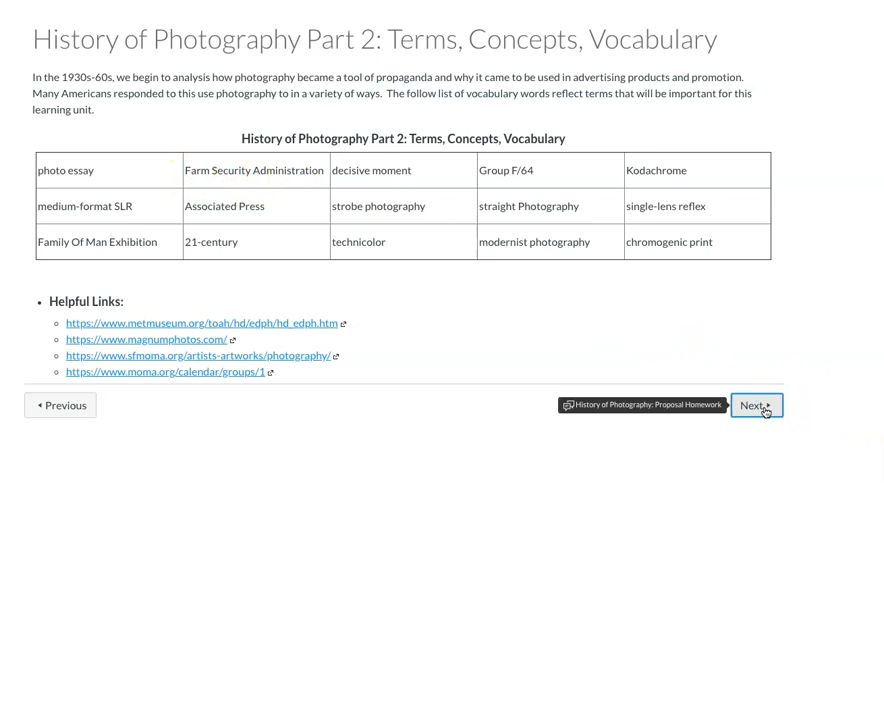 History of Photography Part 2: Terms, Concepts, Vocabulary
In the 1930s-60s, we begin to analysis how photography became a tool of propaganda and why it came to be used in advertising products and promotion.
Many Americans responded to this use photography to in a variety of ways. The follow list of vocabulary words reflect terms that will be important for this
learning unit.
History of Photography Part 2: Terms, Concepts, Vocabulary
photo essay Farm Security Administration decisive moment Group F/64 Kodachrome
medium-format SLR Associated Press strobe photography straight Photography single-lens reflex
Family Of Man Exhibition 21-century technicolor modernist photography chromogenic print
Helpful Links:
https://www.metmuseum.org/toah/hd/edph/hd_edph.htm
https://www.magnumphotos.com/
https://www.sfmoma.org/artists-artworks/photography/
https://www.moma.org/calendar/groups/1
Previous History of Photography: Proposal Homework Next